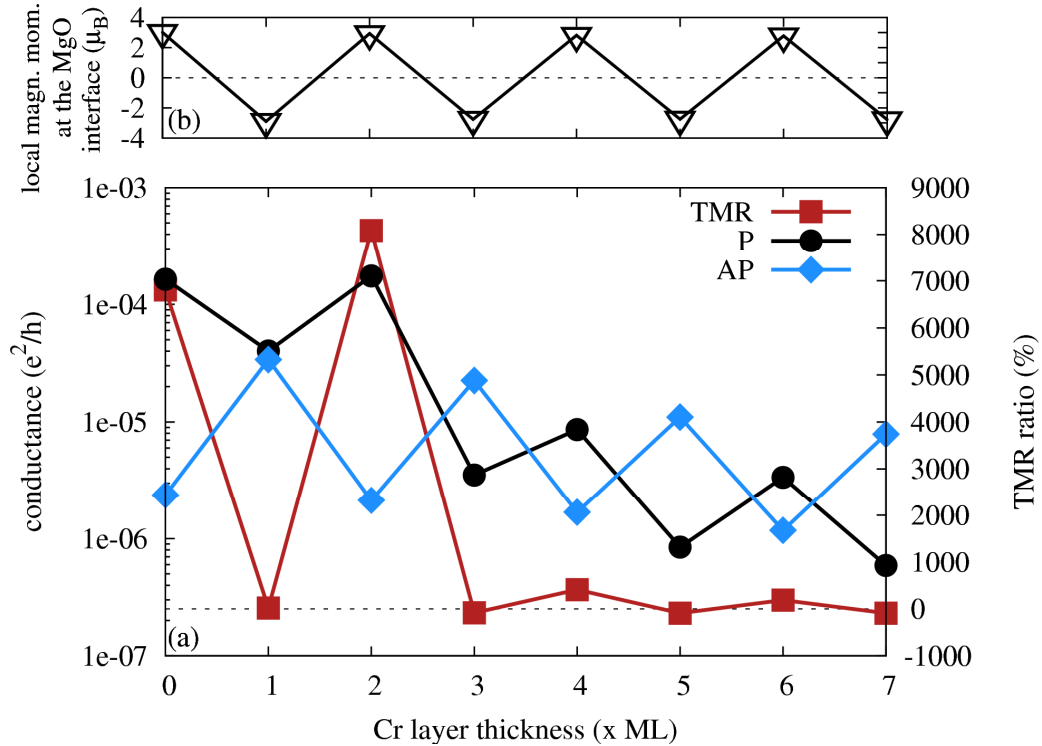 local magn. mom.
at the MgO
interface (μB)
4
2
0
-2
-4
(b)
1e-03
1e-04
1e-05
1e-06
1e-07
conductance (e²/h)
TMR
P
AP
9000
8000
7000
6000
5000
4000
3000
2000
1000
0
-1000
TMR ratio (%)
(a)
0 1 2 3 4 5 6 7
Cr layer thickness (x ML)